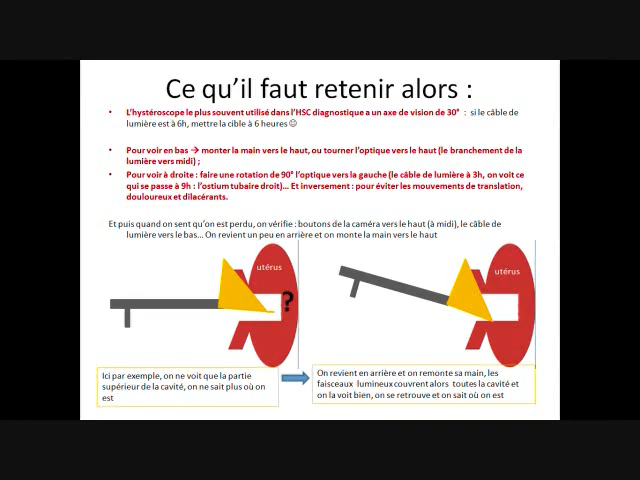 Ce qu'il faut retenir alors :
• L'hystéroscope le plus souvent utilisé dans l'HSC diagnostique a un axe de vision de 30° : si le câble de
lumière est à 6h, mettre la cible à 6 heures ☺
• Pour voir en bas → monter la main vers le haut, ou tourner l'optique vers le haut (le branchement de la
lumière vers midi) ;
• Pour voir à droite : faire une rotation de 90° l'optique vers la gauche (le câble de lumière à 3h, on voit ce
qui se passe à 9h : l'ostium tubaire droit)... Et inversement : pour éviter les mouvements de translation,
douloureux et dilacérants.
Et puis quand on sent qu'on est perdu, on vérifie : boutons de la caméra vers le haut (à midi), le câble de
lumière vers le bas... On revient un peu en arrière et on monte la main vers le haut
utérus
?
utérus
Ici par exemple, on ne voit que la partie
supérieur de la cavité, on ne sait plus où on
est
On revient en arrière et on remonte sa main, les
faisceaux lumineux couvrent alors toutes la cavité et
on la voit bien, on se retrouve et on sait où on est